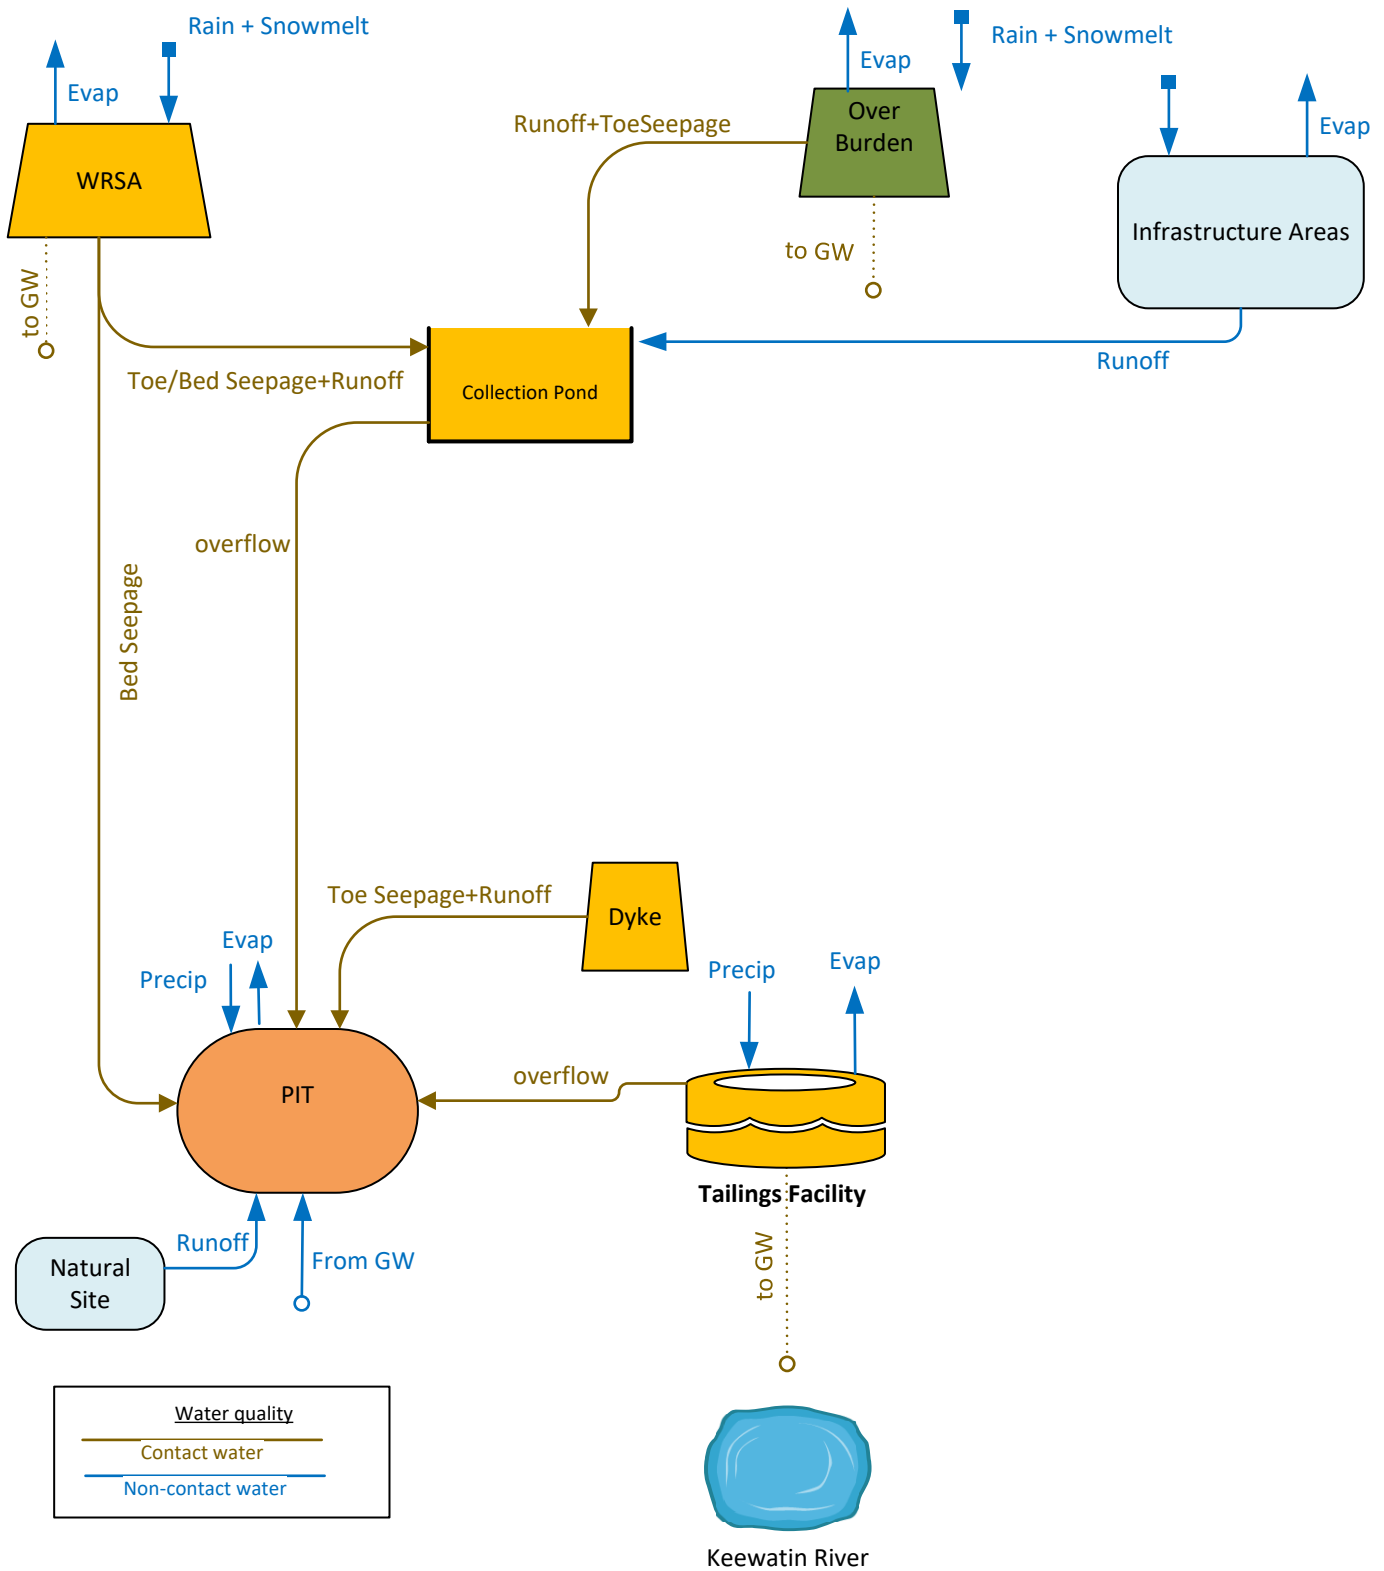 Rain + Snowmelt
Evap
WRSA
to GW
Toe/Bed Seepage+Runoff
Runoff+ToeSeepage
Evap
Rain + Snowmelt
Over
Burden
to GW
Evap
Infrastructure Areas
Runoff
Collection Pond
overflow
Bed Seepage
Toe Seepage+Runoff
Dyke
Evap
Precip
PIT
overflow
Precip
Evap
Tailings Facility
to GW
Runoff
From GW
Natural
Site
Water quality
Contact water
Non-contact water
Keewatin River